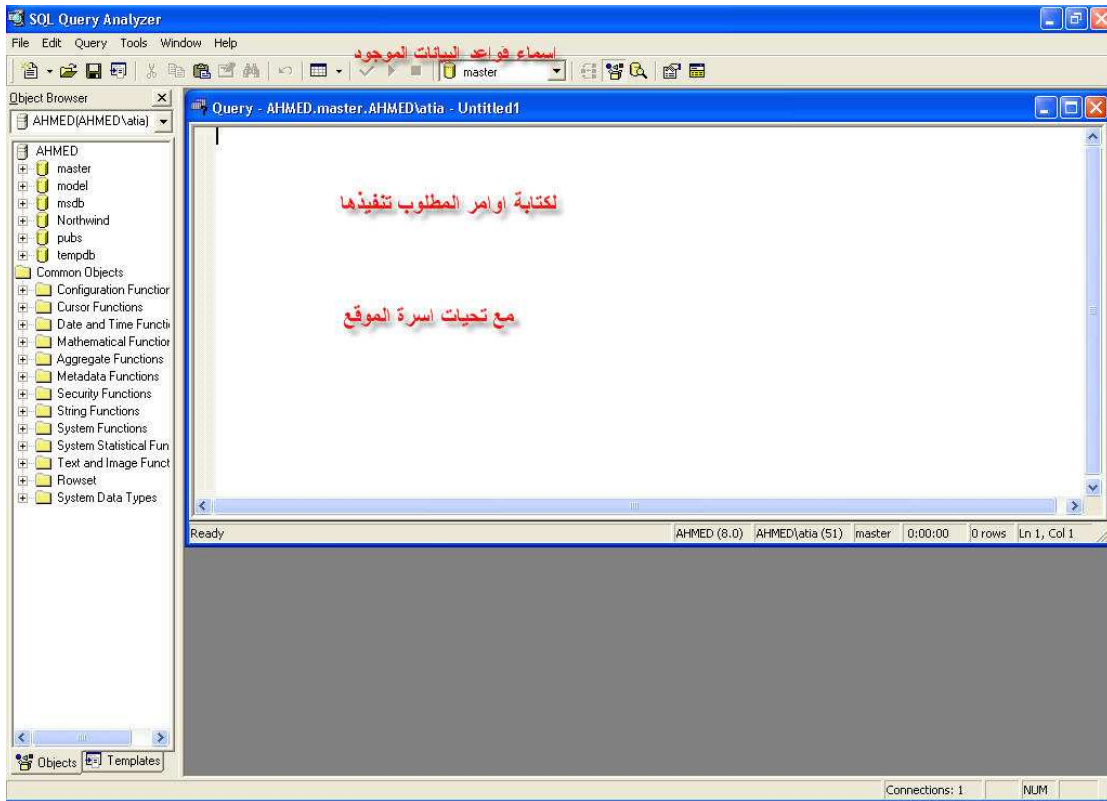 SQL Query Analyzer
File Edit Query Tools Window Help
اسماء قواعد البيانات الموجود
master
Object Browser
AHMED(AHMED\atia)
Query - AHMED.master.AHMED\atia - Untitled1
AHMED
master
model
msdb
Northwind
pubs
tempdb
Common Objects
Configuration Function
Cursor Functions
Date and Time Functi
Mathematical Function
Aggregate Functions
Metadata Functions
Security Functions
String Functions
System Functions
System Statistical Fun
Text and Image Funct
Rowset
System Data Types
لكتابة اوامر المطلوب تنفيذها
مع تحيات اسرة الموقع
Ready AHMED (8.0) AHMED\atia (51) master 0:00:00 0 rows Ln 1, Col 1
Objects Templates
Connections: 1 NUM